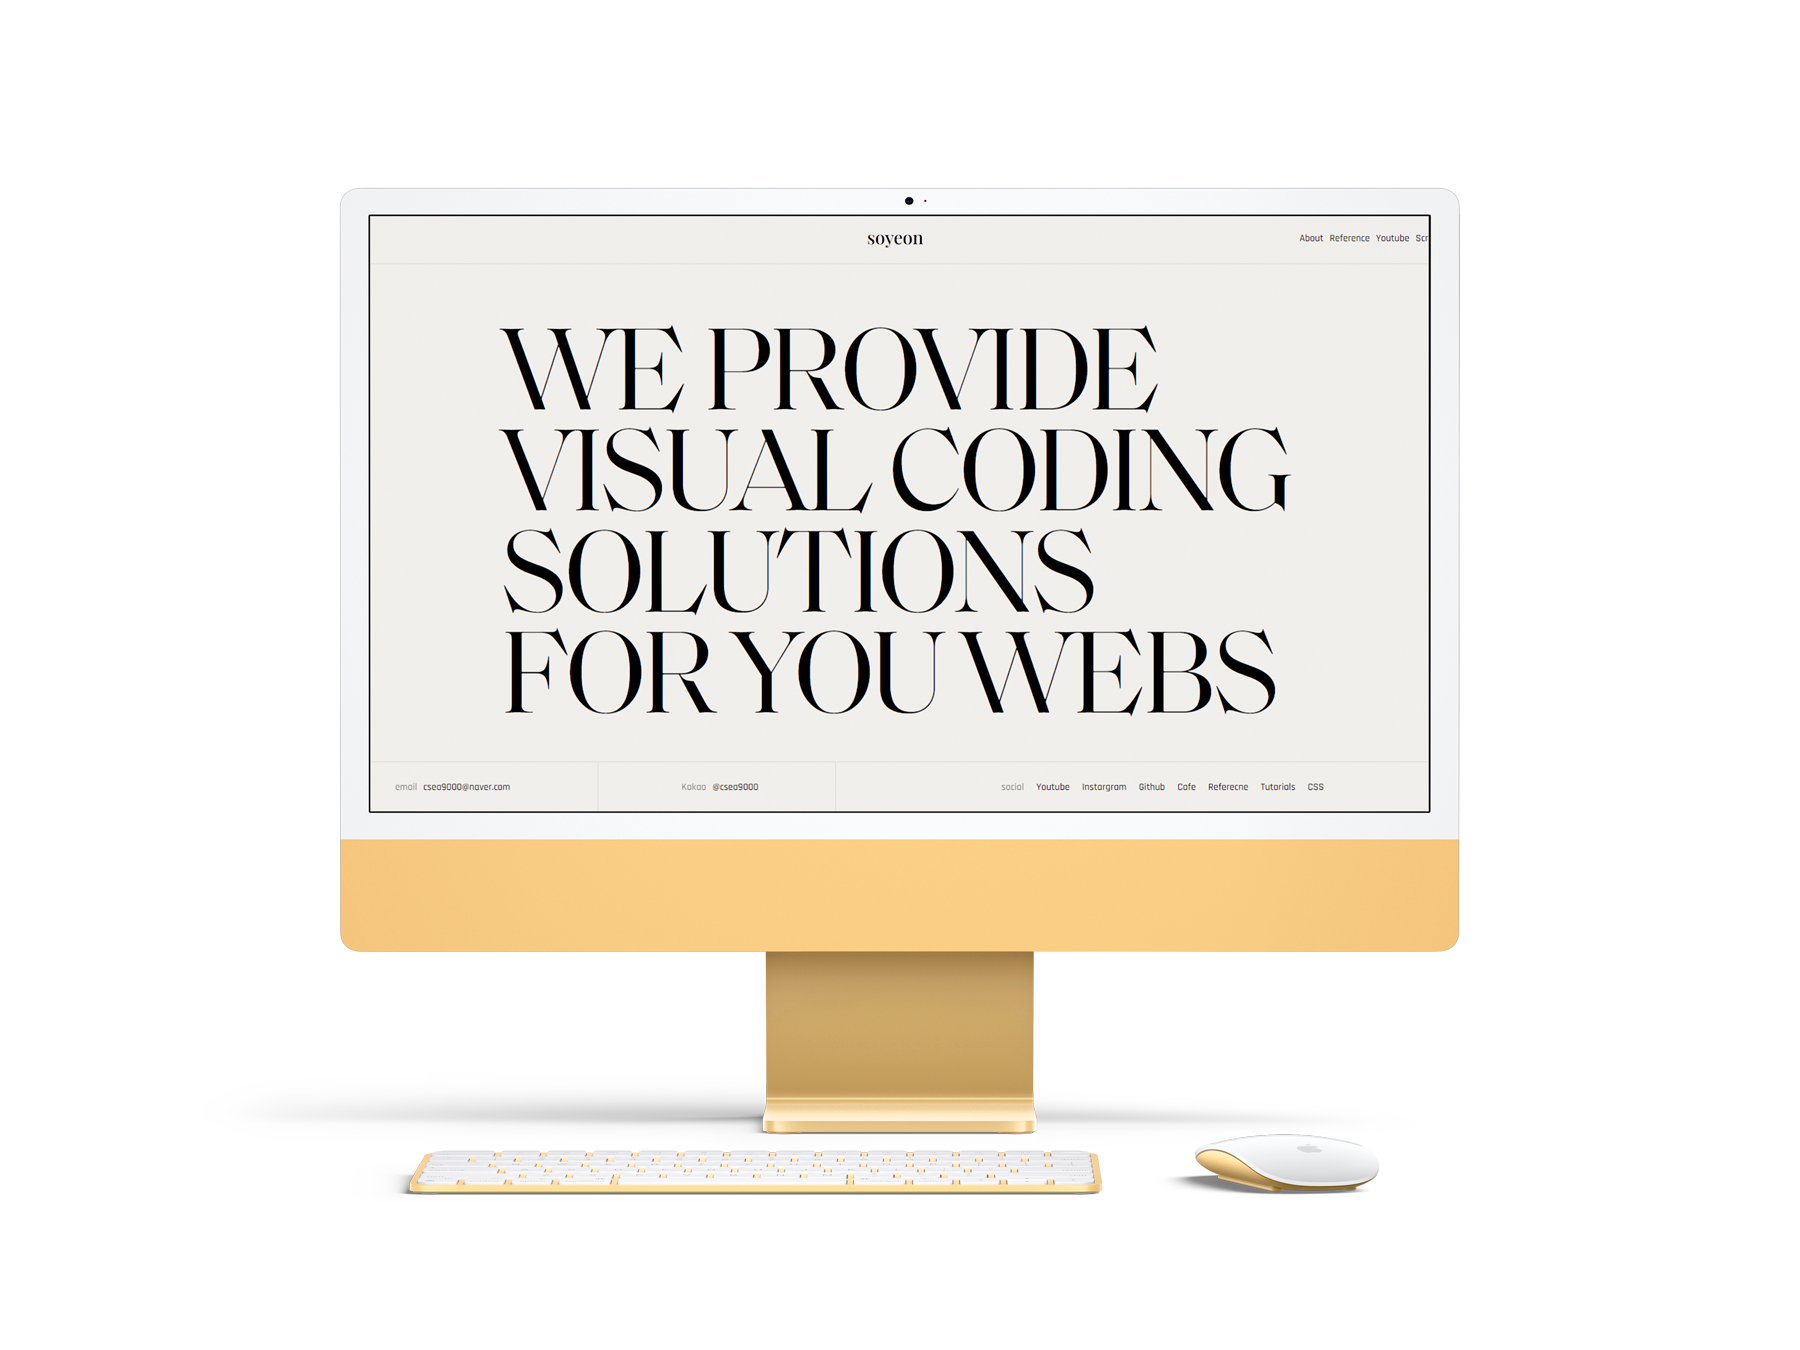 soyeon
About Reference Youtube Scr
WE PROVIDE
VISUAL CODING
SOLUTIONS
FOR YOU WEBS
email csea9000@naver.com
Kakao @csea9000
social Youtube Instargram Github Cafe Referecne Tutorials CSS